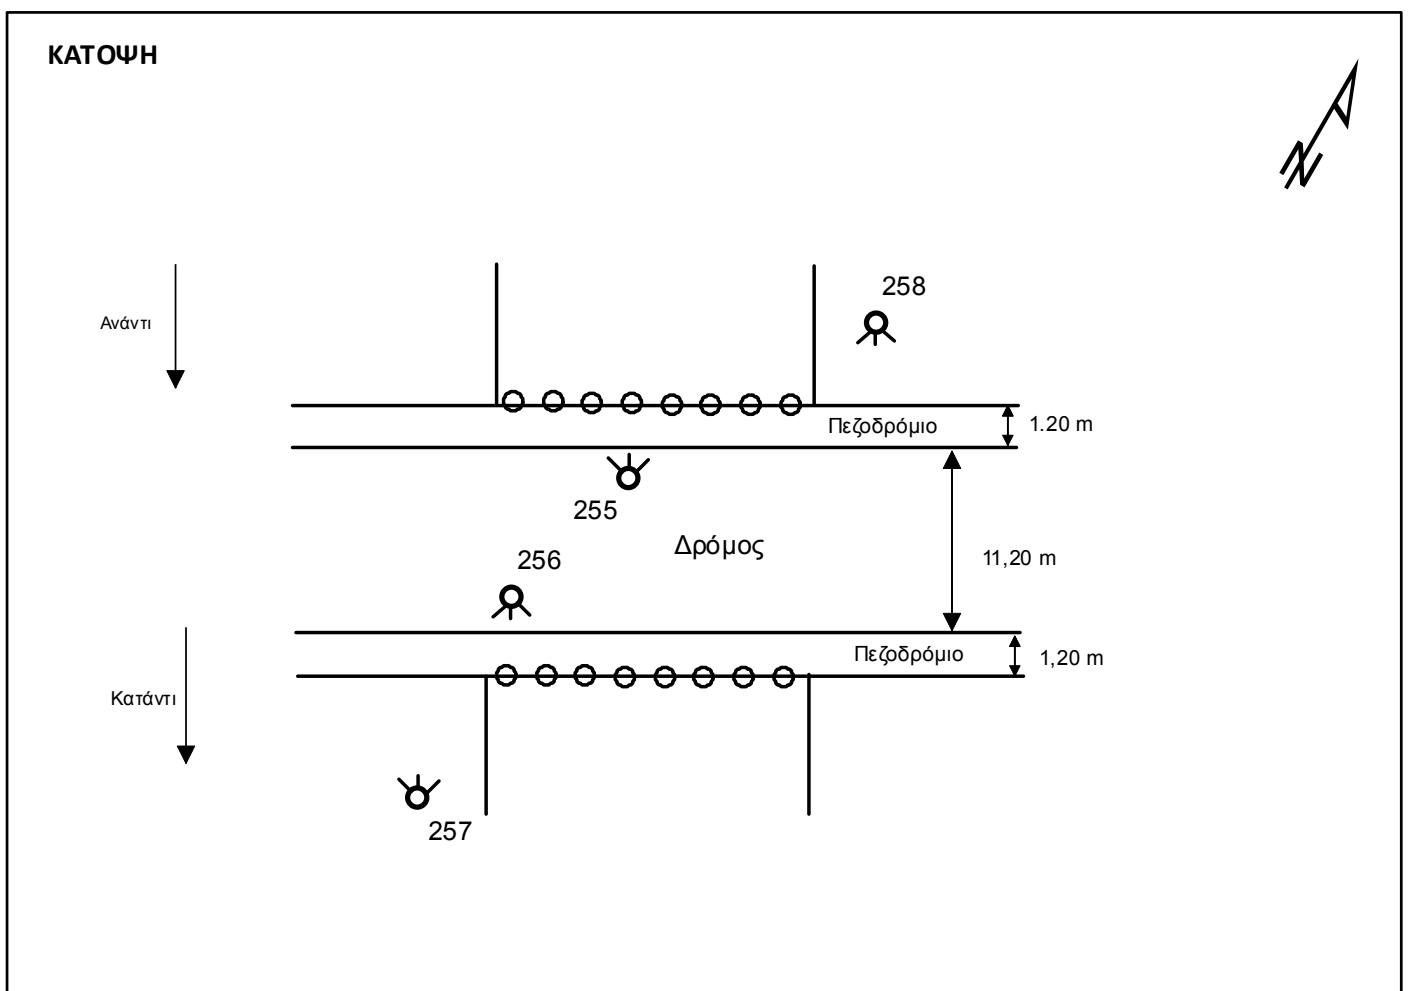 ΚΑΤΟΨΗ
N
258
Ανάντι
Πεζοδρόμιο
1.20 m
255
Δρόμος
256
11,20 m
Πεζοδρόμιο
1,20 m
Κατάντι
257